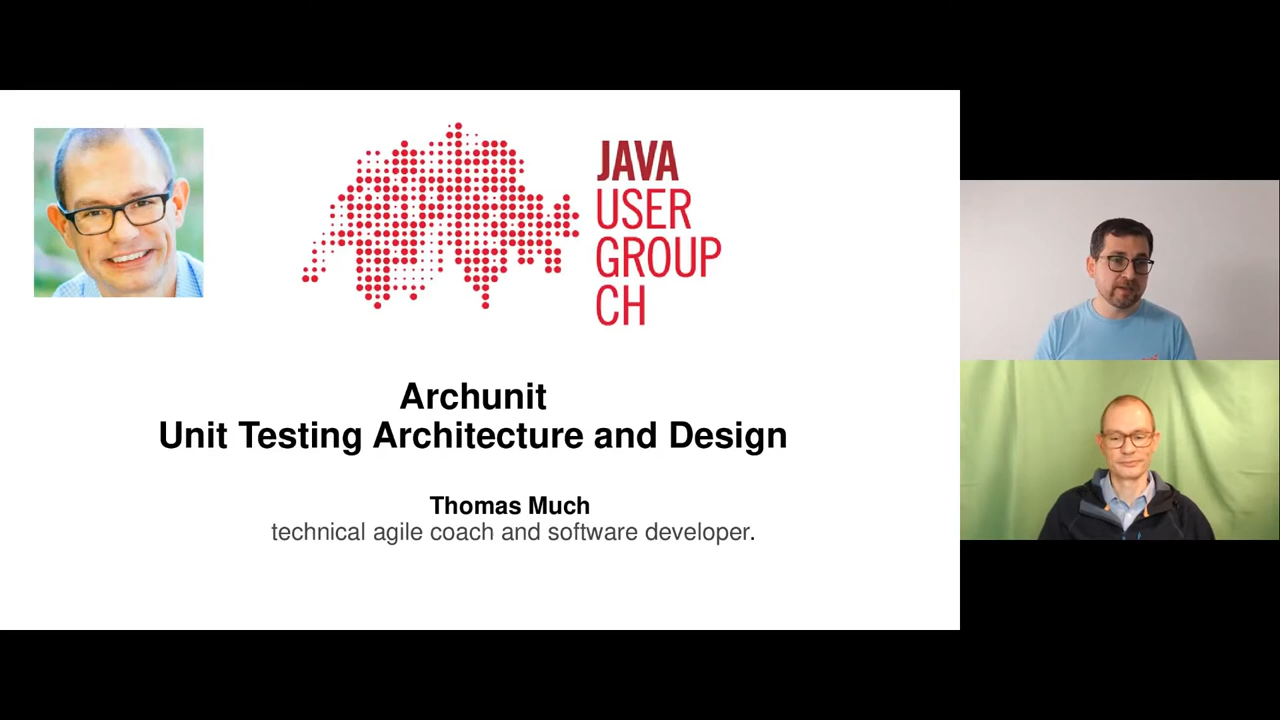 JAVA
USER
GROUP
CH
Archunit
Unit Testing Architecture and Design
Thomas Much
technical agile coach and software developer.